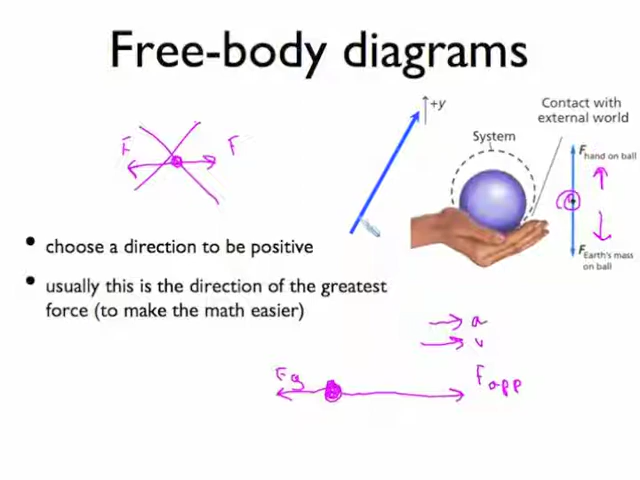 Free-body diagrams
F
F
+y
System
Contact with
external world
F hand on ball
F Earth's mass
on ball
• choose a direction to be positive
• usually this is the direction of the greatest
force (to make the math easier)
a
v
Fg
F app